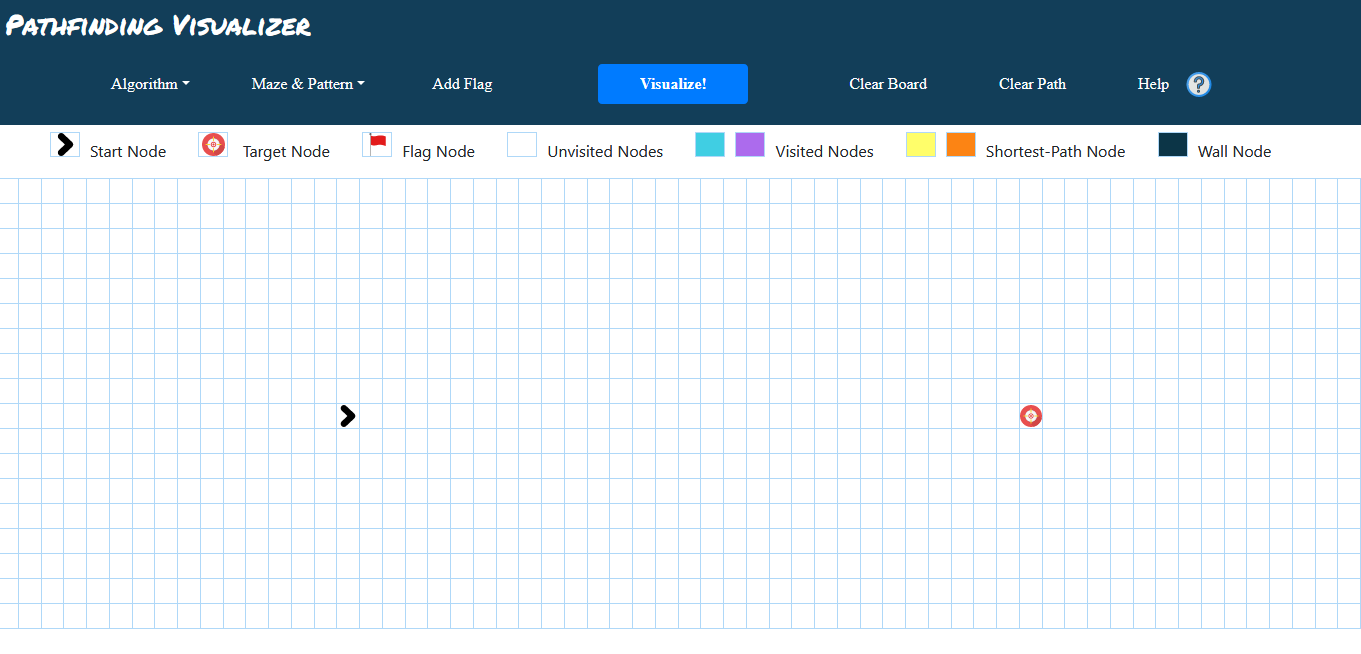 Pathfinding Visualizer
Algorithm Maze & Pattern Add Flag Visualize! Clear Board Clear Path Help ?
Start Node Target Node Flag Node Unvisited Nodes Visited Nodes Shortest-Path Node Wall Node